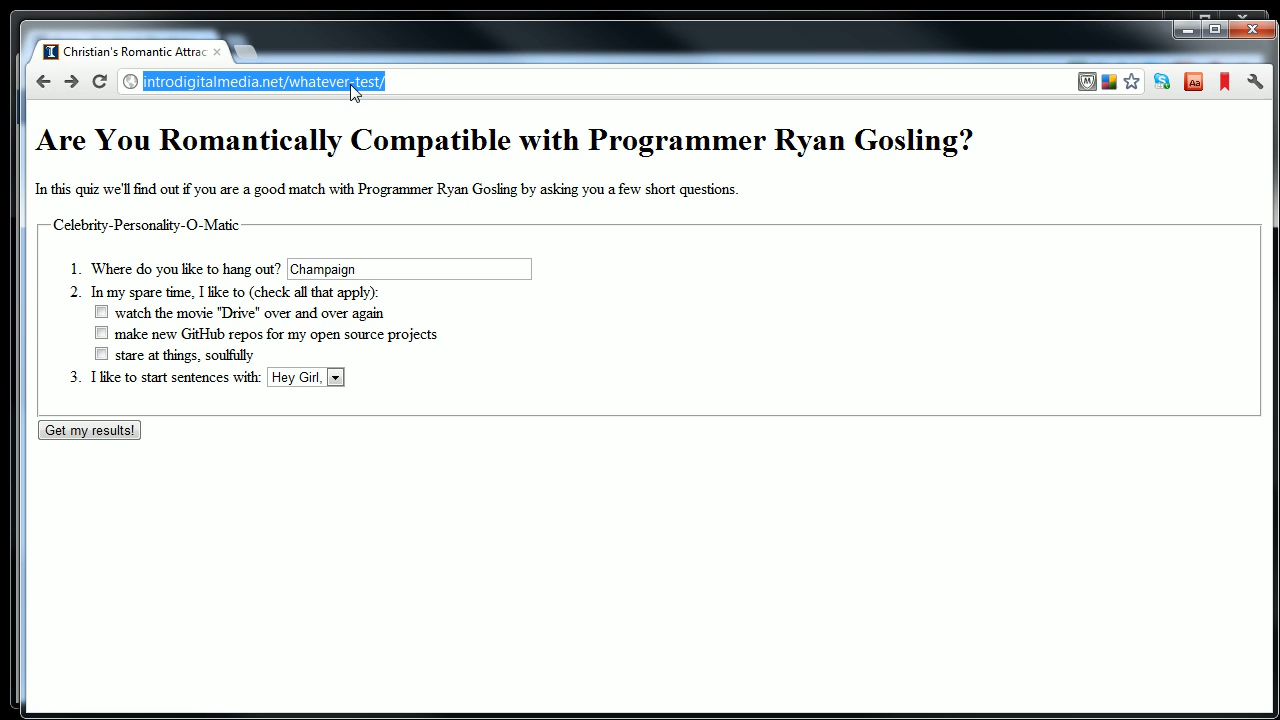 Christian's Romantic Attrac
introdigitalmedia.net/whatever-test/
Aa
Are You Romantically Compatible with Programmer Ryan Gosling?
In this quiz we'll find out if you are a good match with Programmer Ryan Gosling by asking you a few short questions.
Celebrity-Personality-O-Matic
1. Where do you like to hang out? Champaign
2. In my spare time, I like to (check all that apply):
watch the movie "Drive" over and over again
make new GitHub repos for my open source projects
stare at things, soulfully
3. I like to start sentences with: Hey Girl,
Get my results!